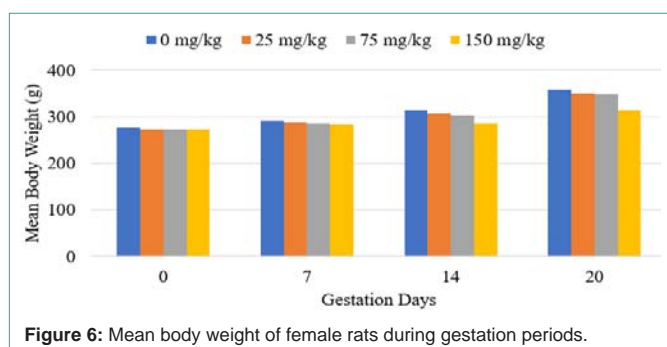 0 mg/kg 25 mg/kg 75 mg/kg 150 mg/kg
400
300
200
100
0
Mean Body Weight (g)
0 7 14 20
Gestation Days
Figure 6: Mean body weight of female rats during gestation periods.